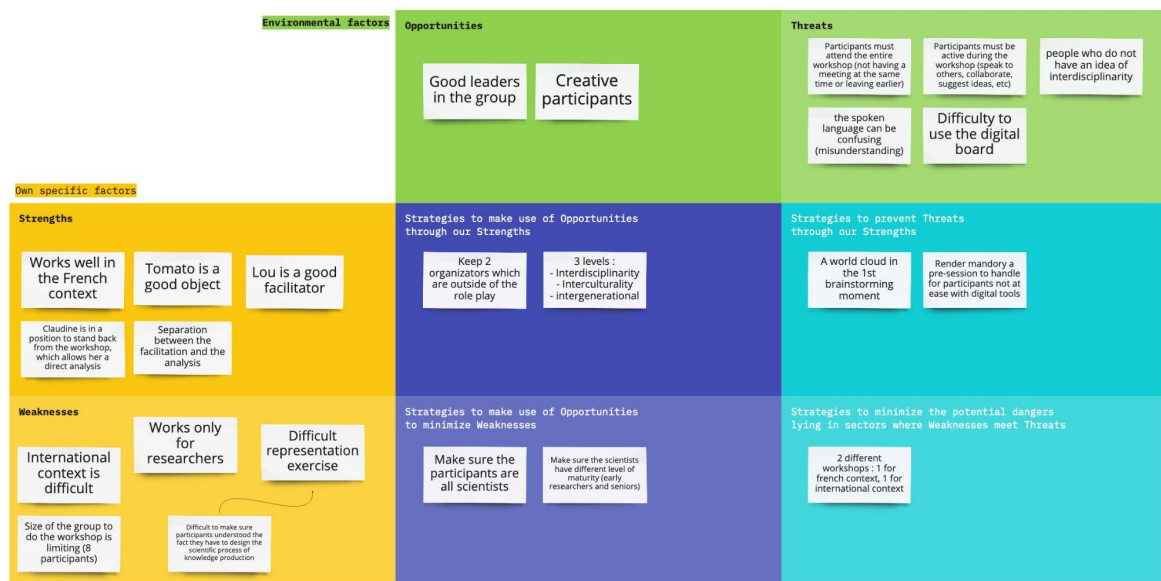 Environmental factors
Opportunities
Threats
Good leaders
in the group
Creative
participants
Participants must
attend the entire
workshop (not having a
meeting at the same
time or leaving earlier)
Participants must be
active during the
workshop (speak to
others, collaborate,
suggest ideas, etc)
people who do not
have an idea of
interdisciplinarity
the spoken
language can be
confusing
(misunderstanding)
Difficulty to
use the digital
board
Own specific factors
Strengths
Works well in
the French
context
Tomato is a
good object
Lou is a good
facilitator
Claudine is in a
position to stand back
from the workshop,
which allows her a
direct analysis
Separation
between the
facilitation and the
analysis
Strategies to make use of Opportunities
through our Strengths
Keep 2
organizators which
are outside of the
role play
3 levels :
- Interdisciplinarity
- Interculturality
- intergenerational
Strategies to prevent Threats
through our Strengths
A world cloud in
the 1st
brainstorming
moment
Render mandory a
pre-session to handle
for participants not at
ease with digital tools
Weaknesses
International
context is
difficult
Works only
for
researchers
Difficult
representation
exercise
Size of the group to
do the workshop is
limiting (8
participants)
Difficult to make sure
participants understood the
fact they have to design the
scientific process of
knowledge production
Strategies to make use of Opportunities
to minimize Weaknesses
Make sure the
participants are
all scientists
Make sure the scientists
have different level of
maturity (early
researchers and seniors)
Strategies to minimize the potential dangers
lying in sectors where Weaknesses meet Threats
2 different
workshops : 1 for
french context, 1 for
international context